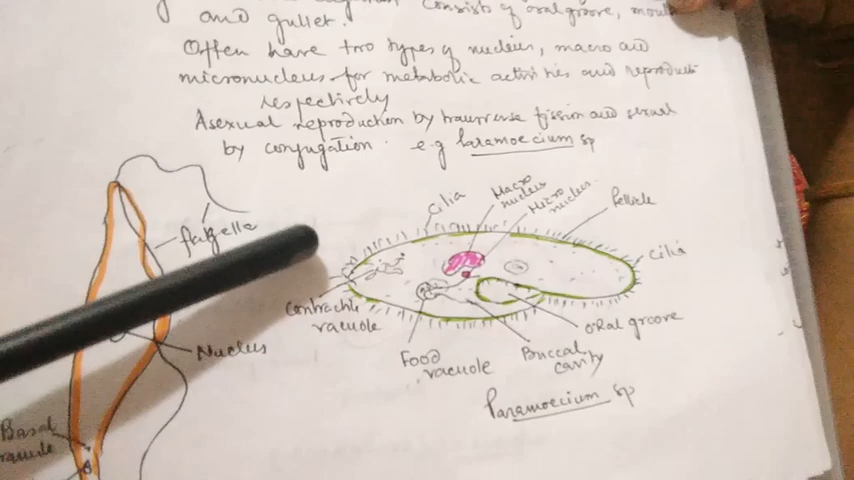 consists of oral groove, mouth
and gullet.
Often have two types of nucleus, macro and
micronucleus for metabolic activities and reproducti
respectively
Asexual reproduction by transverse fission and sexual
by conjugation. e.g Paramoecium sp
flagella
Nucleus
Basal
Cilia
Macro
nucleus
Micro
nucleus
Pellicle
Cilia
Contractile
vacuole
Food
vacuole
Buccal
cavity
Oral groove
Paramoecium sp